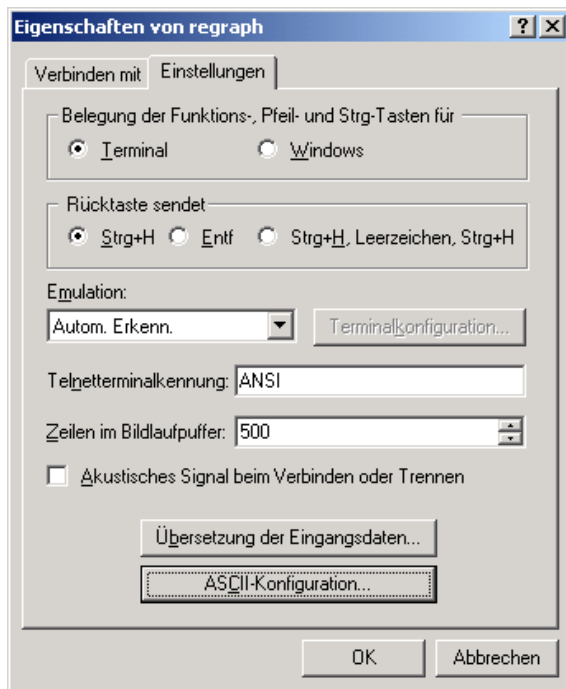 Eigenschaften von regraph
Verbinden mit Einstellungen
Belegung der Funktions-, Pfeil- und Strg-Tasten für
Terminal Windows
Rücktaste sendet
Strg+H Entf Strg+H, Leerzeichen, Strg+H
Emulation:
Autom. Erkenn. Terminalkonfiguration...
Telnetterminalkennung: ANSI
Zeilen im Bildlaufpuffer: 500
Akustisches Signal beim Verbinden oder Trennen
Übersetzung der Eingangsdaten...
ASCII-Konfiguration...
OK Abbrechen